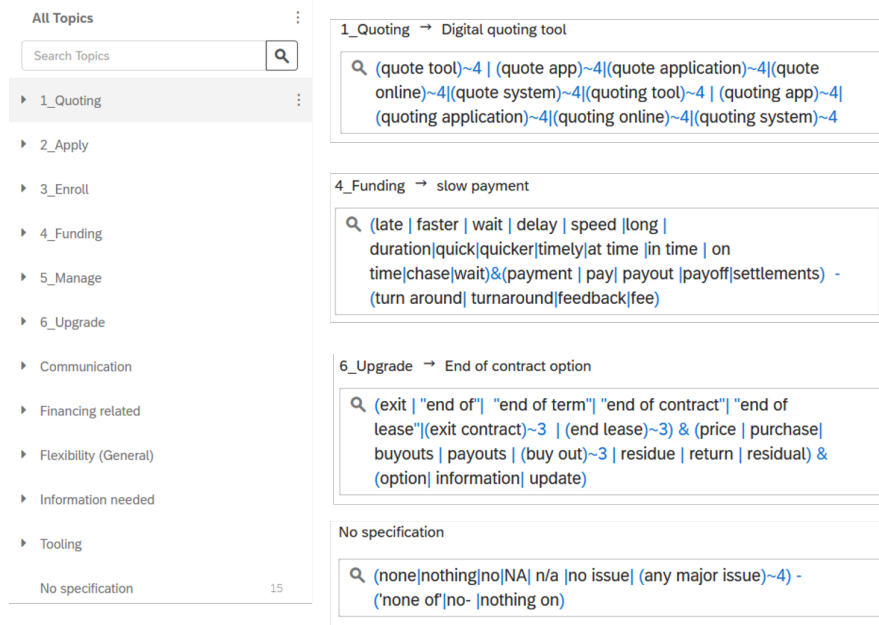 All Topics
Search Topics
1_Quoting
2_Apply
3_Enroll
4_Funding
5_Manage
6_Upgrade
Communication
Financing related
Flexibility (General)
Information needed
Tooling
No specification 15
1_Quoting → Digital quoting tool
(quote tool)~4 | (quote app)~4|(quote application)~4|(quote
online)~4|(quote system)~4|(quoting tool)~4 | (quoting app)~4|
(quoting application)~4|(quoting online)~4|(quoting system)~4
4_Funding → slow payment
(late | faster | wait | delay | speed |long |
duration|quick|quicker|timely|at time |in time | on
time|chase|wait)&(payment | pay| payout |payoff|settlements) -
(turn around| turnaround|feedback|fee)
6_Upgrade → End of contract option
(exit | "end of"| "end of term"| "end of contract"| "end of
lease"|(exit contract)~3 | (end lease)~3) & (price | purchase|
buyouts | payouts | (buy out)~3 | residue | return | residual) &
(option| information| update)
No specification
(none|nothing|no|NA| n/a |no issue| (any major issue)~4) -
('none of'|no- |nothing on)